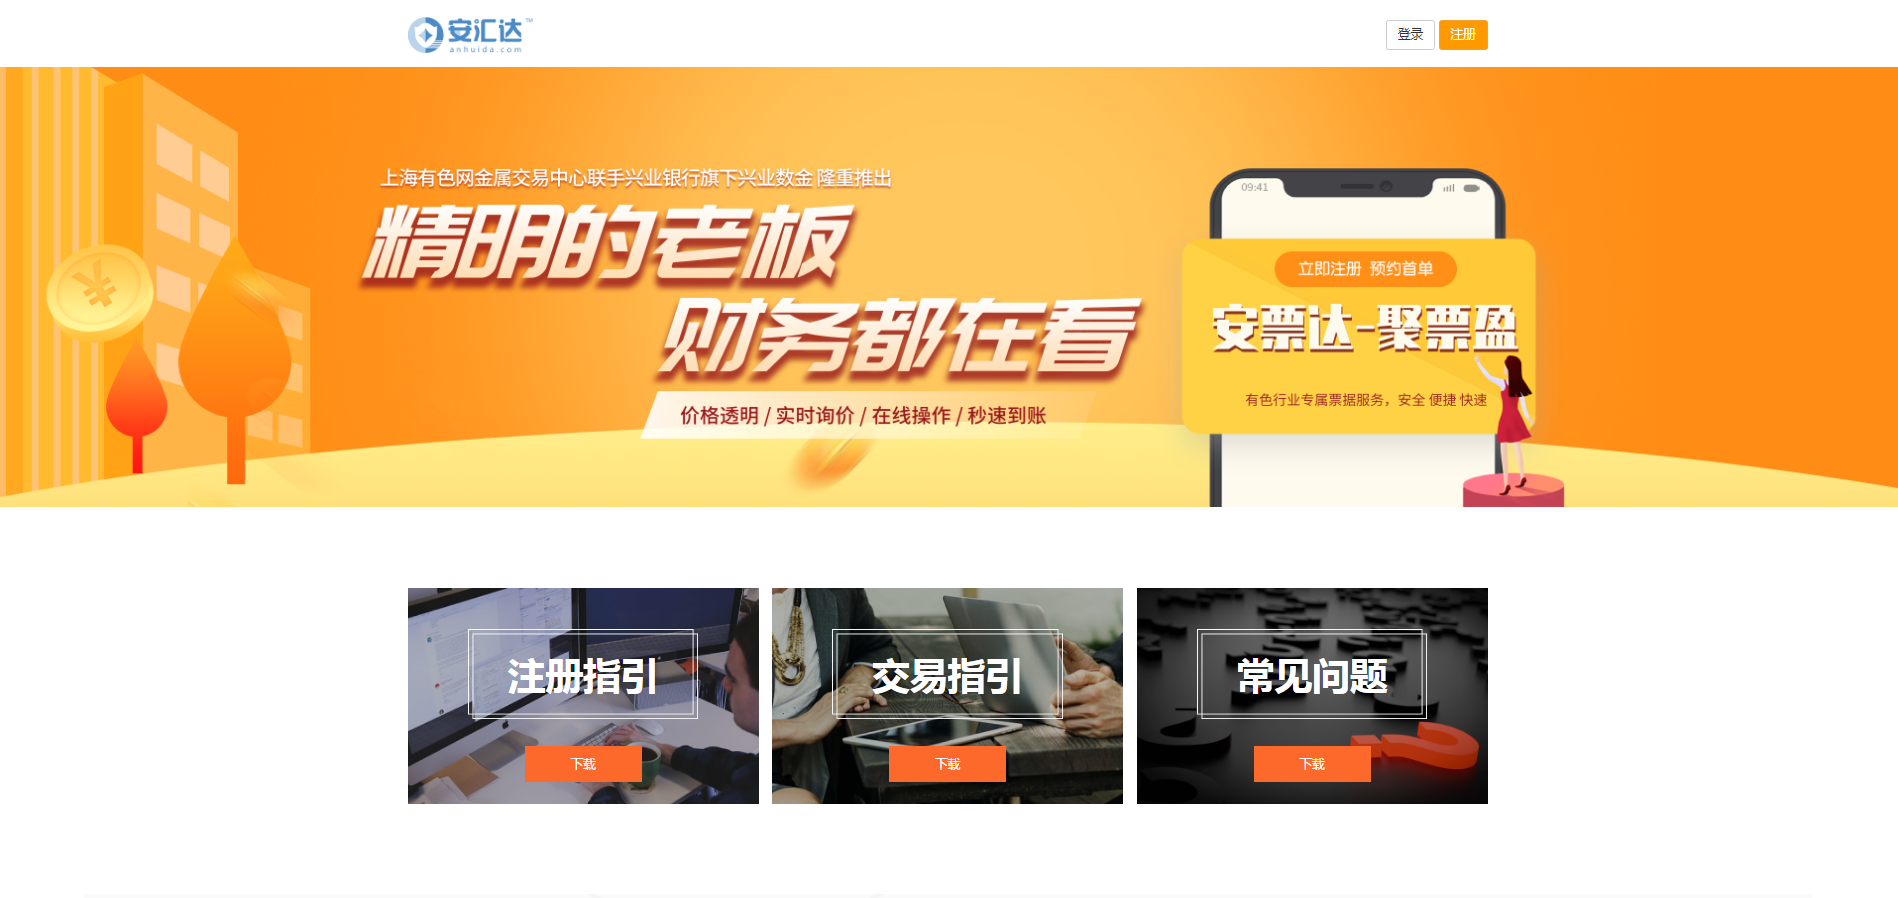 安汇达™
anhuida.com
登录 注册
上海有色网金属交易中心联手兴业银行旗下兴业数金 隆重推出
精明的老板
财务都在看
价格透明 / 实时询价 / 在线操作 / 秒速到账
09:41
立即注册 预约首单
安票达-聚票盈
有色行业专属票据服务，安全 便捷 快速
注册指引
下载
交易指引
下载
常见问题
下载